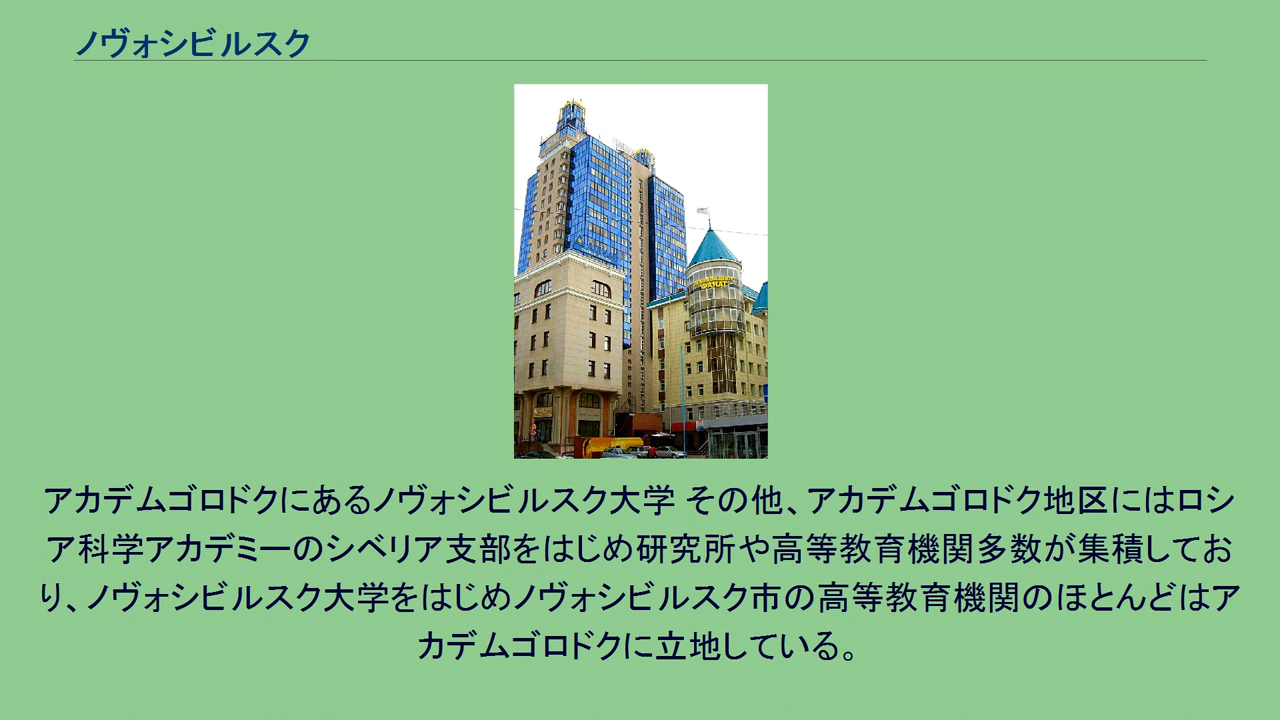 ノヴォシビルスク
アカデムゴロドクにあるノヴォシビルスク大学 その他、アカデムゴロドク地区にはロシ
ア科学アカデミーのシベリア支部をはじめ研究所や高等教育機関多数が集積してお
り、ノヴォシビルスク大学をはじめノヴォシビルスク市の高等教育機関のほとんどはア
カデムゴロドクに立地している。